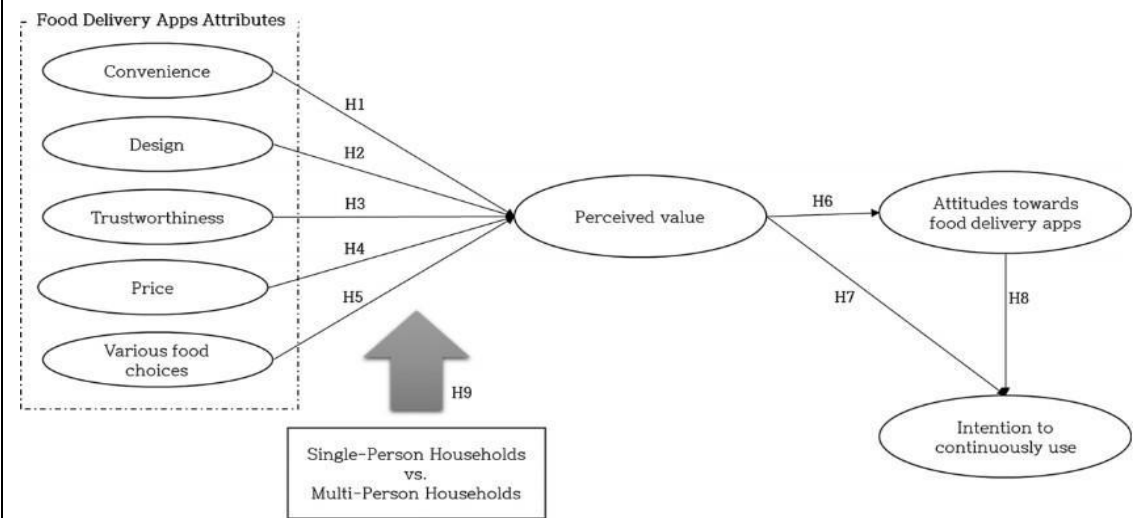 Food Delivery Apps Attributes
Convenience
H1
Design
H2
Trustworthiness
H3
Price
H4
Various food
choices
H5
Perceived value
H6
Attitudes towards
food delivery apps
H7
H8
Intention to
continuously use
H9
Single-Person Households
vs.
Multi-Person Households